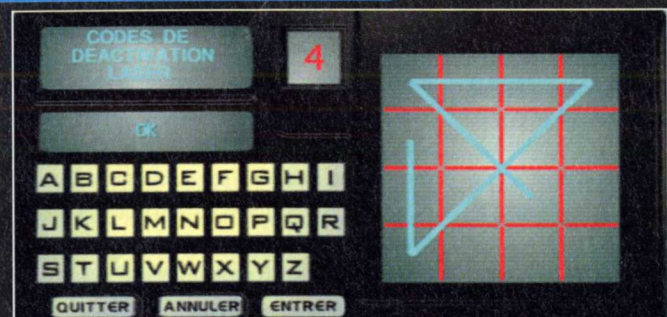 CODES DE
DEACTIVATION
LASER
4
OK
A B C D E F G H I
J K L M N O P Q R
S T U V W X Y Z
QUITTER ANNULER ENTRER